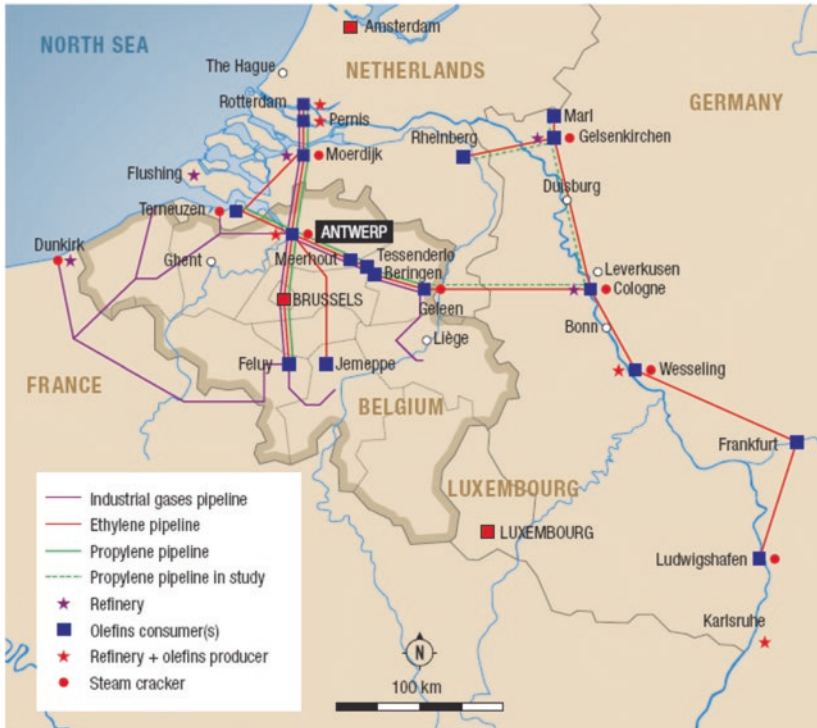 NORTH SEA
Amsterdam
The Hague
NETHERLANDS
GERMANY
Rotterdam
Pernis
Marl
Rheinberg
Gelsenkirchen
Moerdijk
Flushing
Duisburg
Terneuzen
ANTWERP
Dunkirk
Ghent
Meerhout
Tessenderlo
Beringen
Leverkusen
Cologne
BRUSSELS
Geleen
Bonn
Liège
Feluy
Jemeppe
Wesseling
FRANCE
BELGIUM
Frankfurt
LUXEMBOURG
LUXEMBOURG
Ludwigshafen
Karlsruhe
Industrial gases pipeline
Ethylene pipeline
Propylene pipeline
Propylene pipeline in study
Refinery
Olefins consumer(s)
Refinery + olefins producer
Steam cracker
N
100 km